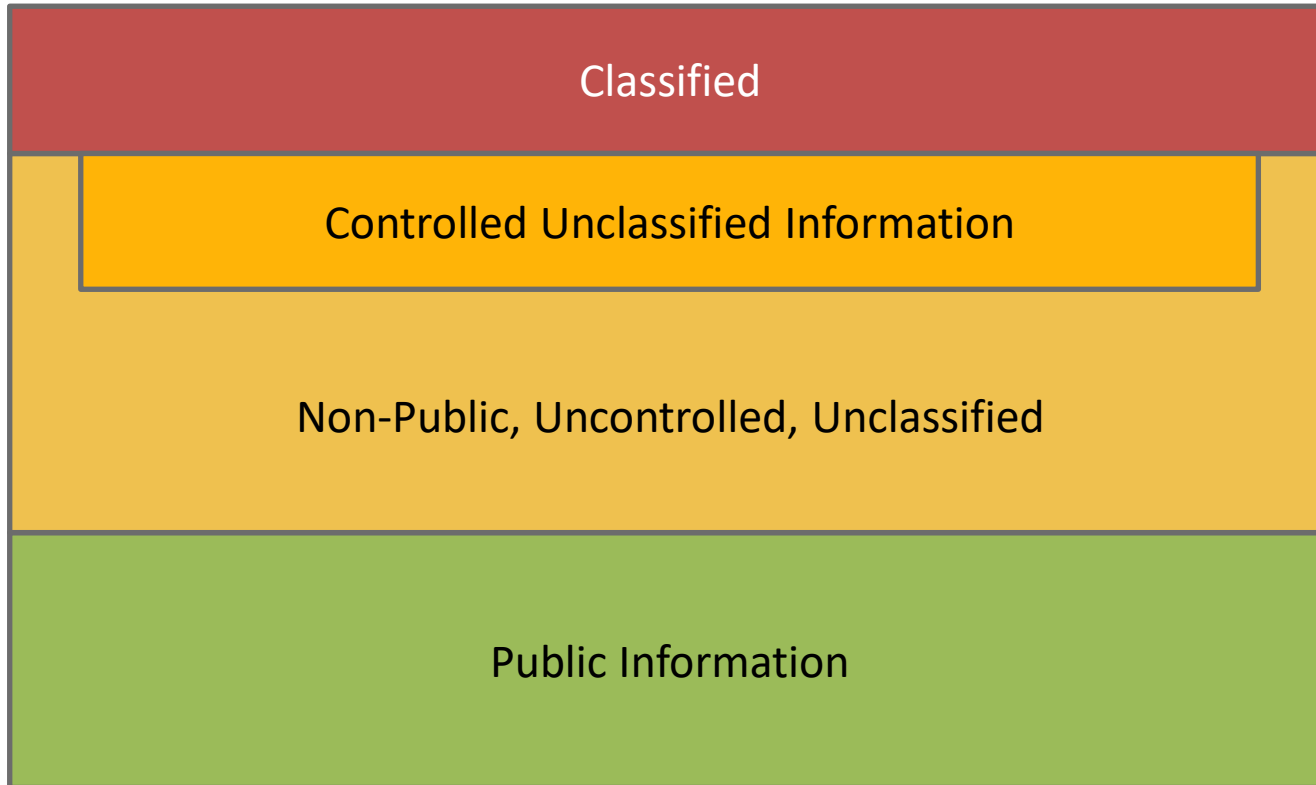 Classified
Controlled Unclassified Information
Non-Public, Uncontrolled, Unclassified
Public Information